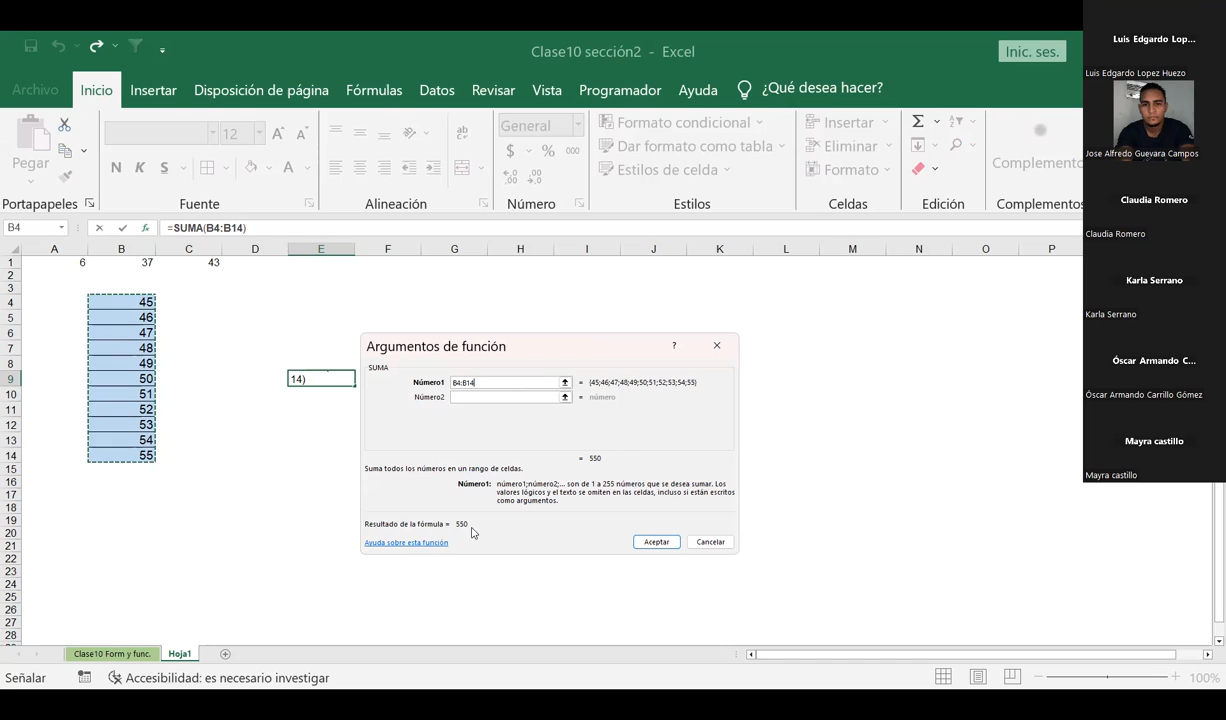 Clase10 sección2 - Excel
Inic. ses.
Archivo Inicio Insertar Disposición de página Fórmulas Datos Revisar Vista Programador Ayuda ¿Qué desea hacer?
Pegar
Portapapeles
12
N K S
Fuente
Alineación
General
$ % 000
Número
Formato condicional
Dar formato como tabla
Estilos de celda
Estilos
Insertar
Eliminar
Formato
Celdas
Edición
Complemento
Complementos
B4 =SUMA(B4:B14)
A B C D E F G H I J K L M N O P
1 6 37 43
2
3
4 45
5 46
6 47
7 48
8 49
9 50 14)
10 51
11 52
12 53
13 54
14 55
15
16
17
18
19
20
21
22
23
24
25
26
27
28
Argumentos de función ?
SUMA
Número1 B4:B14 = {45;46;47;48;49;50;51;52;53;54;55}
Número2 = número
= 550
Suma todos los números en un rango de celdas.
Número1: número1;número2;... son de 1 a 255 números que se desea sumar. Los
valores lógicos y el texto se omiten en las celdas, incluso si están escritos
como argumentos.
Resultado de la fórmula = 550
Ayuda sobre esta función Aceptar Cancelar
Clase10 Form y func. Hoja1
Señalar Accesibilidad: es necesario investigar 100%
Luis Edgardo Lop...
Luis Edgardo Lopez Huezo
Jose Alfredo Guevara Campos
Claudia Romero
Claudia Romero
Karla Serrano
Karla Serrano
Óscar Armando C...
Óscar Armando Carrillo Gómez
Mayra castillo
Mayra castillo